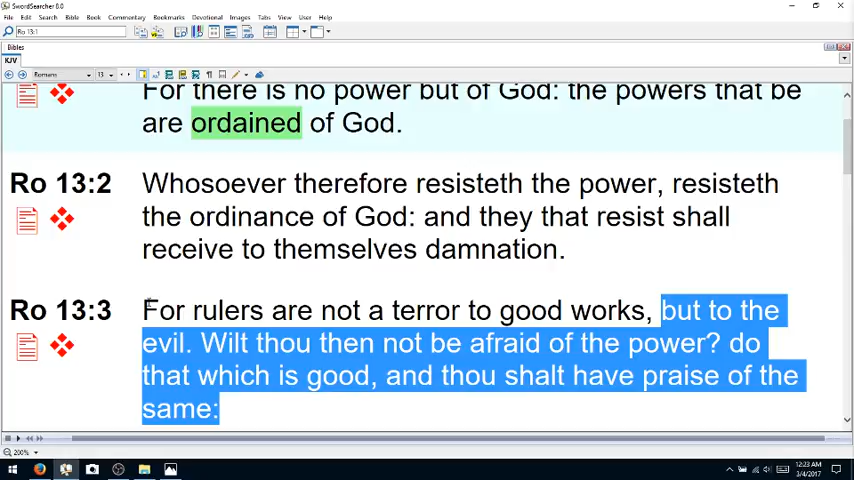 SwordSearcher 8.0
File Edit Search Bible Book Commentary Bookmarks Devotional Images Tabs View User Help
Ro 13:1
Bibles
KJV
Romans 13
For there is no power but of God: the powers that be
are ordained of God.
Ro 13:2 Whosoever therefore resisteth the power, resisteth
the ordinance of God: and they that resist shall
receive to themselves damnation.
Ro 13:3 For rulers are not a terror to good works, but to the
evil. Wilt thou then not be afraid of the power? do
that which is good, and thou shalt have praise of the
same:
200%
12:23 AM
3/4/2017